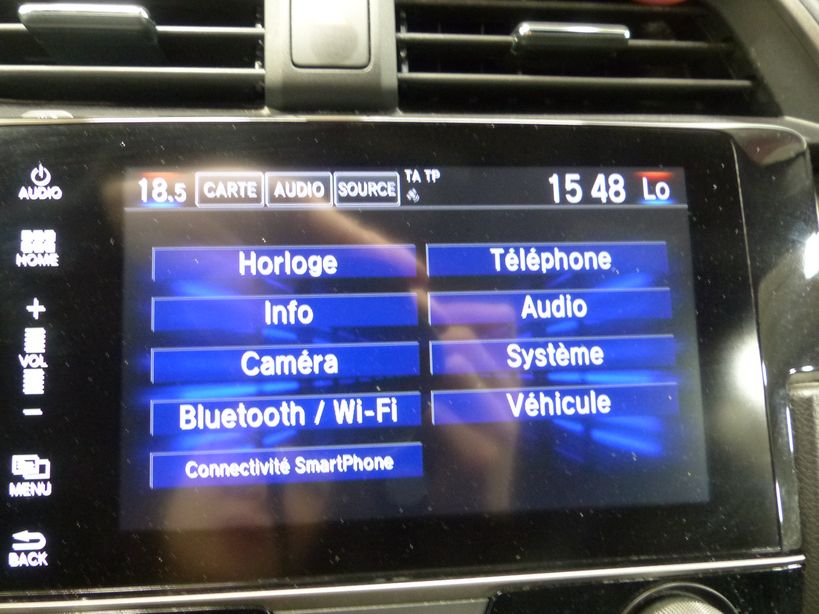 AUDIO
HOME
+
VOL
−
MENU
BACK
18.5 CARTE AUDIO SOURCE TA TP 15 48 Lo
Horloge Téléphone
Info Audio
Caméra Système
Bluetooth / Wi-Fi Véhicule
Connectivité SmartPhone